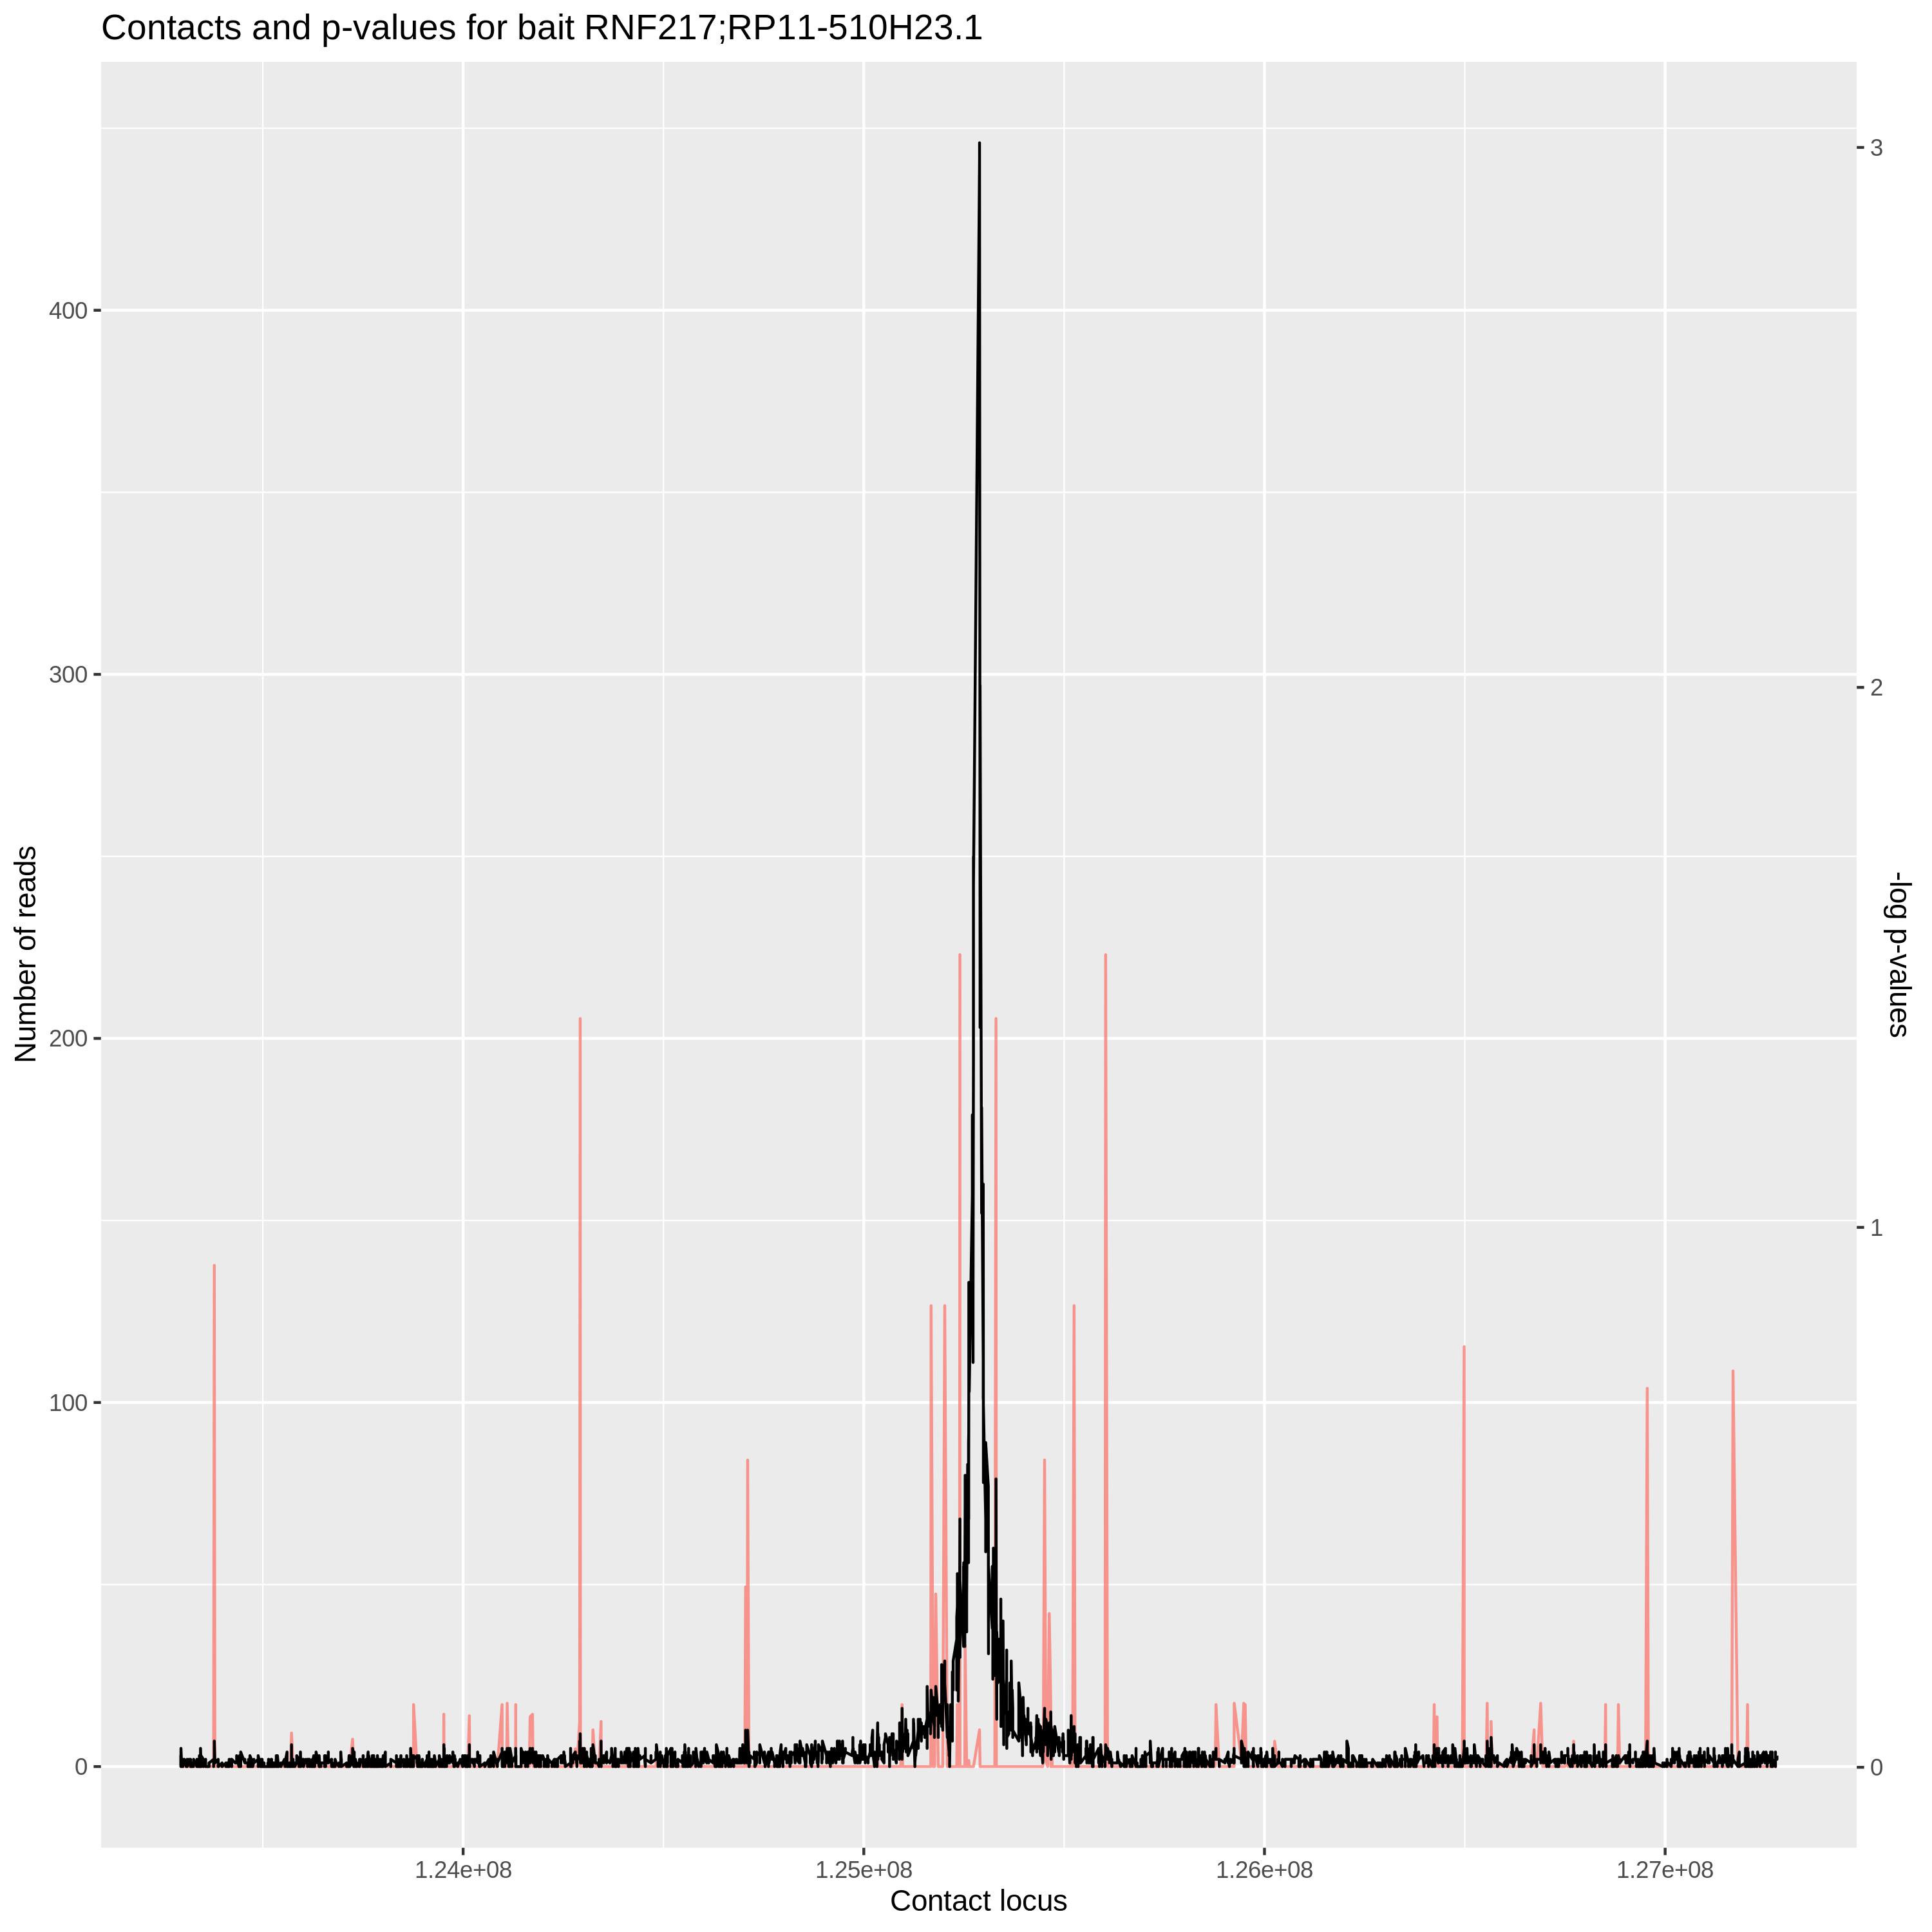 Contacts and p-values for bait RNF217;RP11-510H23.1
Number of reads
400
300
200
100
0
3
2
1
0
-log p-values
1.24e+08
1.25e+08
1.26e+08
1.27e+08
Contact locus